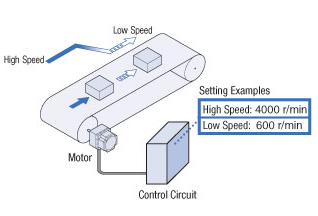 Low Speed
High Speed
Setting Examples
High Speed: 4000 r/min
Low Speed: 600 r/min
Motor
Control Circuit